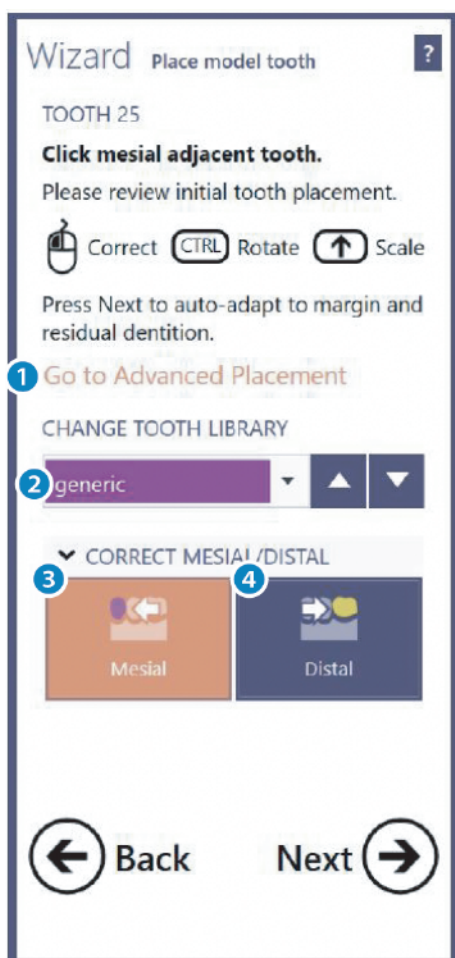 Wizard Place model tooth ?
TOOTH 25
Click mesial adjacent tooth.
Please review initial tooth placement.
Correct CTRL Rotate Scale
Press Next to auto-adapt to margin and
residual dentition.
1 Go to Advanced Placement
CHANGE TOOTH LIBRARY
2 generic
CORRECT MESIAL/DISTAL
3 4
Mesial Distal
Back Next